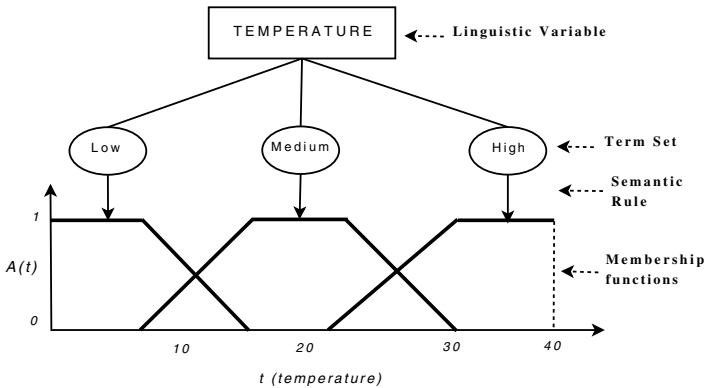 TEMPERATURE
Linguistic Variable
Low
Medium
High
Term Set
Semantic
Rule
1
A(t)
Membership
functions
0
10
20
30
40
t (temperature)